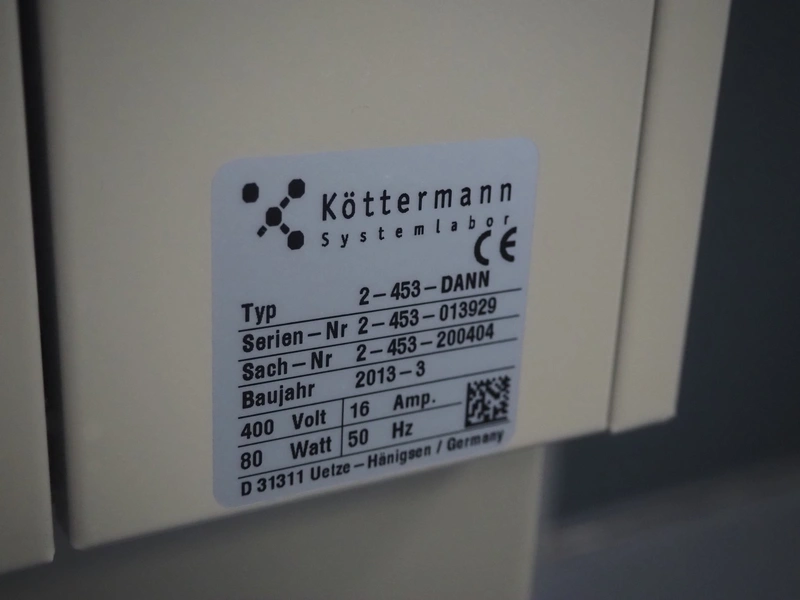 Köttermann
Systemlabor
CE
Typ 2-453-DANN
Serien-Nr 2-453-013929
Sach-Nr 2-453-200404
Baujahr 2013-3
400 Volt 16 Amp.
80 Watt 50 Hz
D 31311 Uetze-Hänigsen / Germany